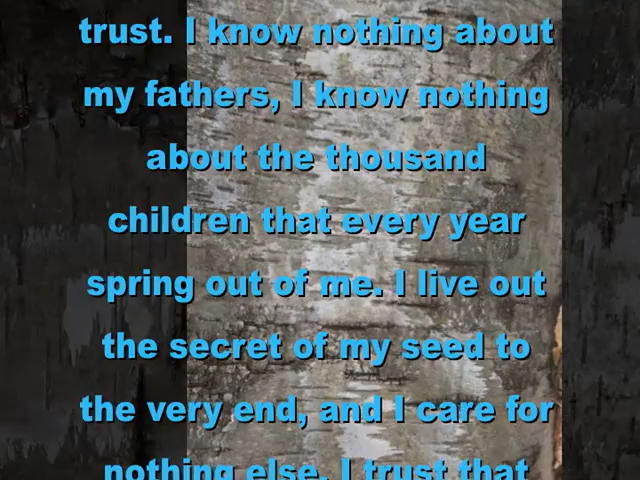 trust. I know nothing about
my fathers, I know nothing
about the thousand
children that every year
spring out of me. I live out
the secret of my seed to
the very end, and I care for
nothing else. I trust that